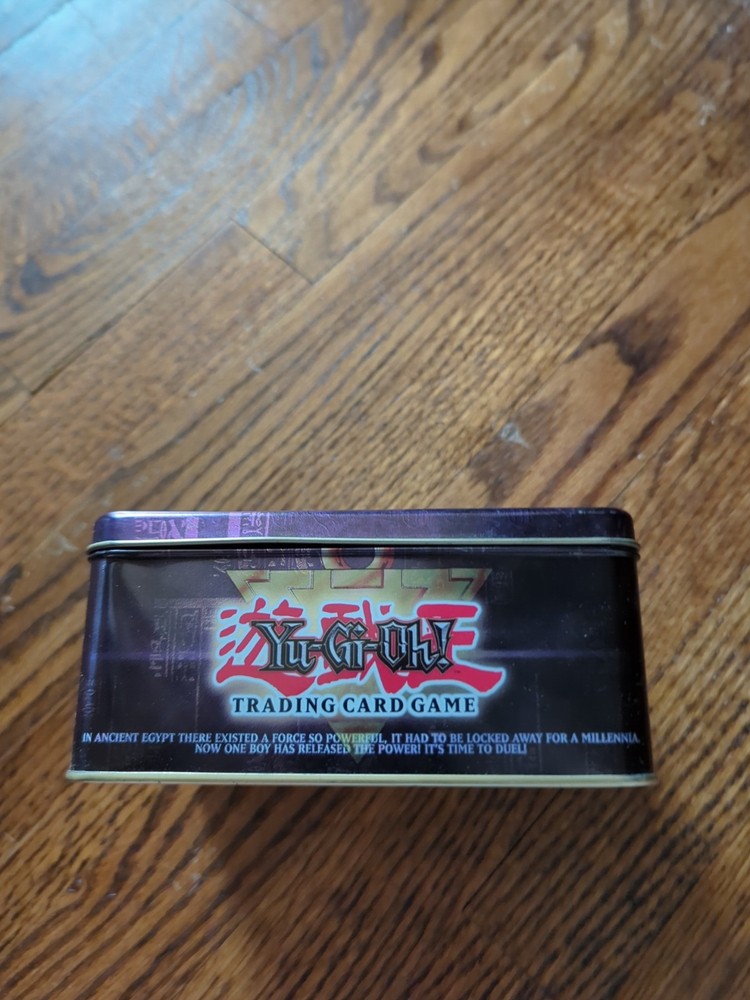 遊戯王
Yu-Gi-Oh!
TRADING CARD GAME
IN ANCIENT EGYPT THERE EXISTED A FORCE SO POWERFUL, IT HAD TO BE LOCKED AWAY FOR A MILLENNIA.
NOW ONE BOY HAS RELEASED THE POWER! IT'S TIME TO DUEL!